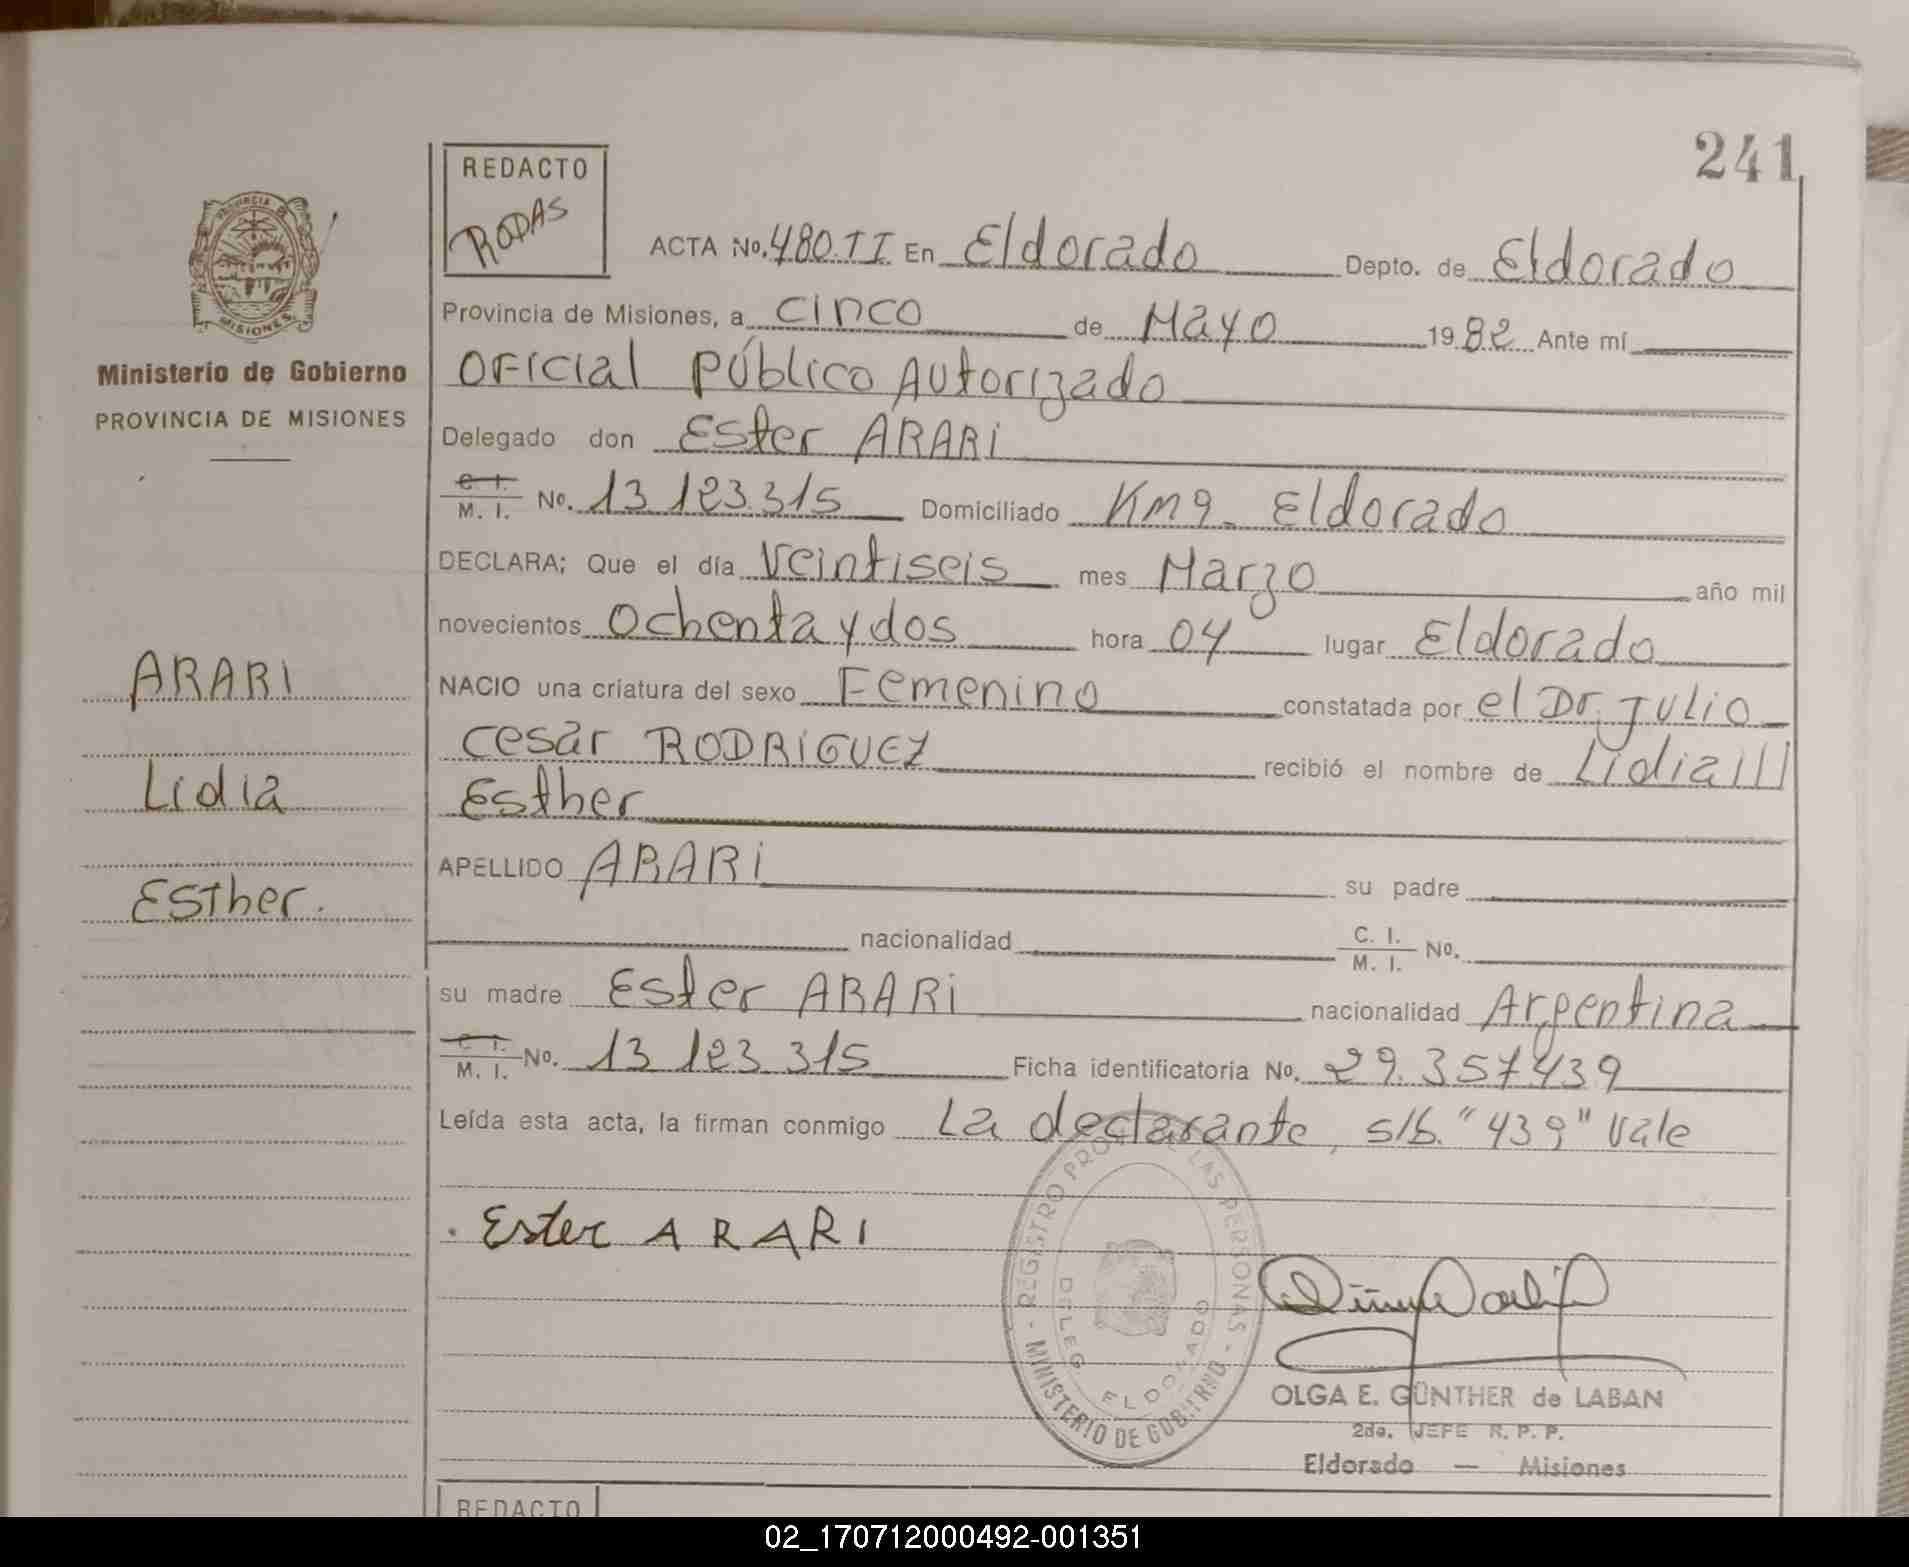 241
REDACTO
RODAS
PROVINCIA DE
MISIONES
Ministerio de Gobierno
PROVINCIA DE MISIONES
ARARI
Lidia
Esther.
ACTA No. 480.TI. En Eldorado Depto. de Eldorado
Provincia de Misiones, a cinco de Mayo 1982 Ante mí
Oficial Público Autorizado
Delegado don Ester ARARI
C. I. M. I. No. 13 123.315 Domiciliado Km 9. Eldorado
DECLARA; Que el día Veintiseis mes Marzo año mil
novecientos Ochenta y dos hora 04 lugar Eldorado
NACIO una criatura del sexo Femenino constatada por el Dr. JULIO
Cesar RODRIGUEZ recibió el nombre de Lidia
Esther
APELLIDO ARARI su padre
nacionalidad C. I. M. I. No.
su madre Ester ARARI nacionalidad Argentina
C. I. M. I. No. 13 123 315 Ficha identificatoria No. 29.357439
Leída esta acta, la firman conmigo La declarante, s/b. "439" Vale
Ester ARARI
REGISTRO PROV. DE LAS PERSONAS - MINISTERIO DE GOBIERNO -
DELEG. ELDORADO
OLGA E. GÜNTHER de LABAN
2da. JEFE R. P. P.
Eldorado — Misiones
REDACTO
02_170712000492-001351